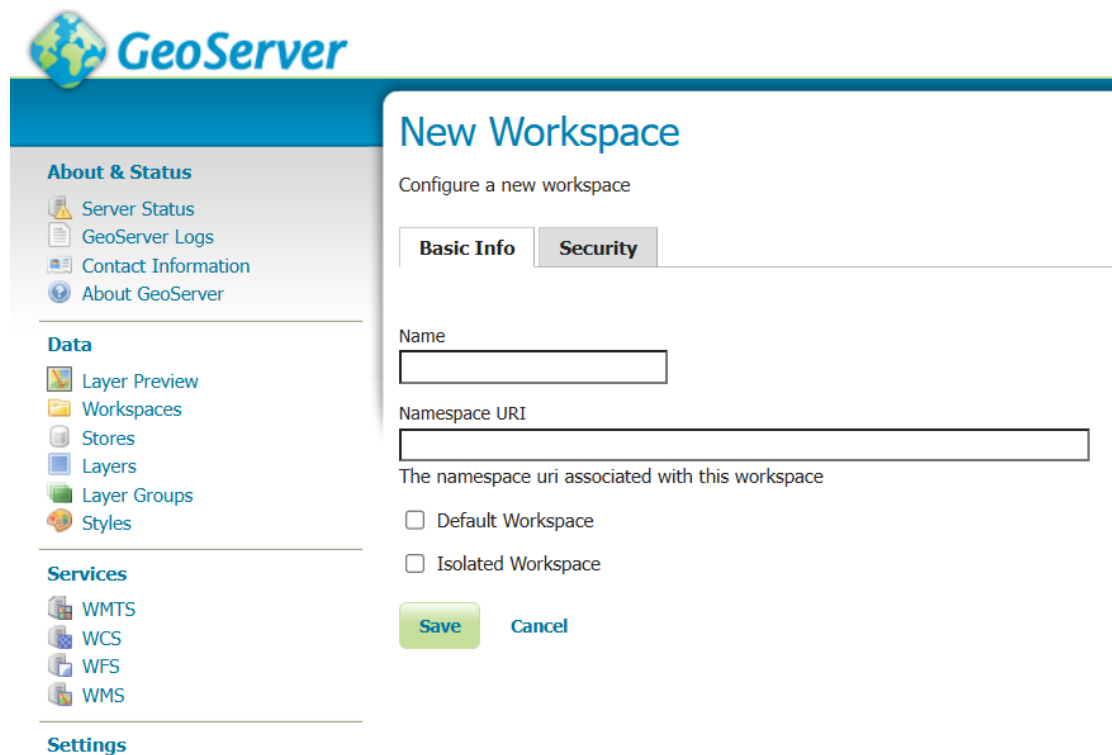 GeoServer
New Workspace
Configure a new workspace
About & Status
Server Status
GeoServer Logs
Contact Information
About GeoServer
Data
Layer Preview
Workspaces
Stores
Layers
Layer Groups
Styles
Services
WMTS
WCS
WFS
WMS
Settings
Basic Info Security
Name
Namespace URI
The namespace uri associated with this workspace
Default Workspace
Isolated Workspace
Save Cancel